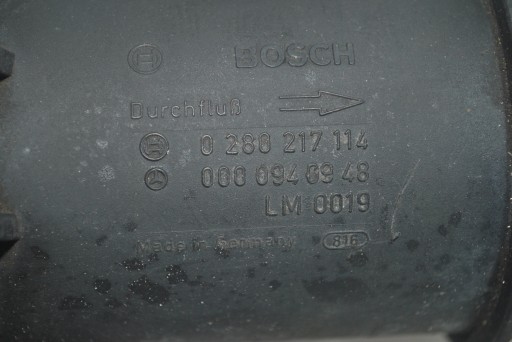 BOSCH
Durchfluß
0 280 217 114
000 094 09 48
LM 0019
Made in Germany 816